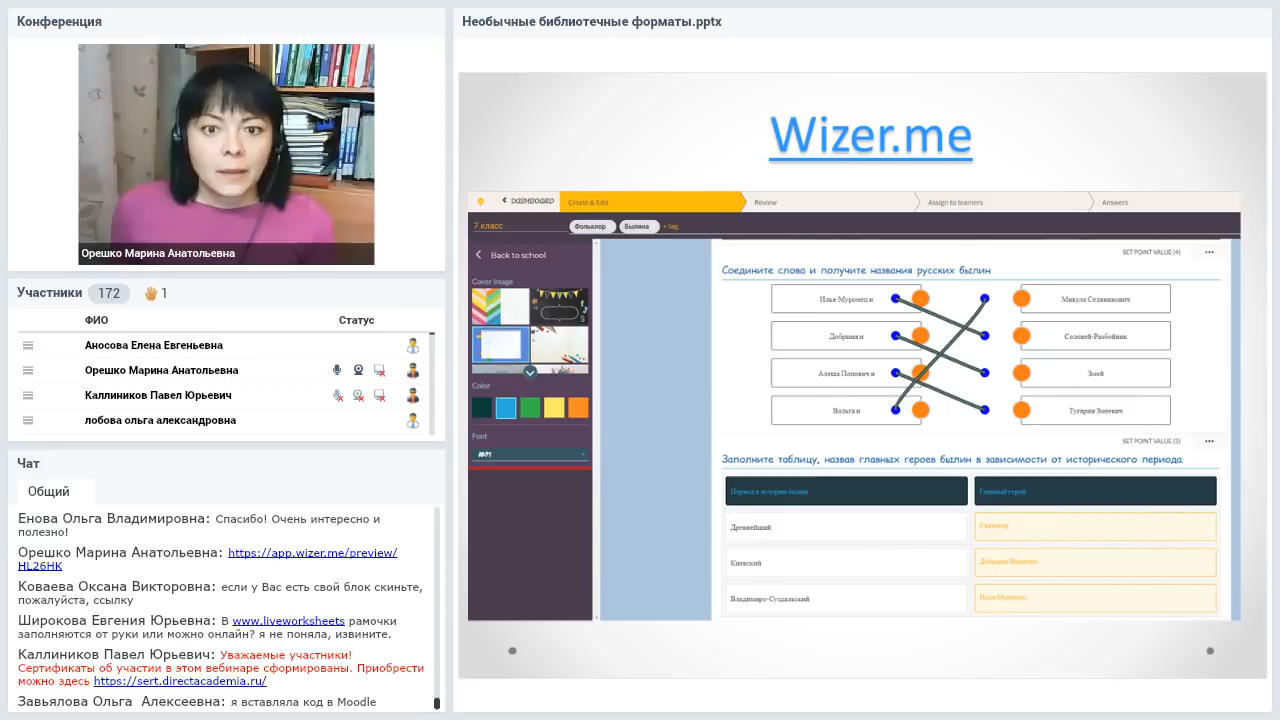 Конференция
Орешко Марина Анатольевна
Участники 172 1
ФИО Статус
Аносова Елена Евгеньевна
Орешко Марина Анатольевна
Каллиников Павел Юрьевич
лобова ольга александровна
Чат
Общий
Енова Ольга Владимировна: Спасибо! Очень интересно и
полезно!
Орешко Марина Анатольевна: https://app.wizer.me/preview/
HL26HK
Коваева Оксана Викторовна: если у Вас есть свой блок скиньте,
пожалуйста, ссылку
Широкова Евгения Юрьевна: В www.liveworksheets рамочки
заполняются от руки или можно онлайн? я не поняла, извините.
Каллиников Павел Юрьевич: Уважаемые участники!
Сертификаты об участии в этом вебинаре сформированы. Приобрести
можно здесь https://sert.directacademia.ru/
Завьялова Ольга Алексеевна: я вставляла код в Moodle
Необычные библиотечные форматы.pptx
Wizer.me
DASHBOARD Create & Edit Review Assign to learners Answers
7 класс Фольклор Былина + tag
Back to school
Cover Image
Color
Font
SET POINT VALUE (4)
Соедините слова и получите названия русских былин
Илья-Муромец и Микула Селянинович
Добрыня и Соловей-Разбойник
Алеша Попович и Змей
Вольга и Тугарин Змеевич
SET POINT VALUE (3)
Заполните таблицу, назвав главных героев былин в зависимости от исторического периода.
Период в истории былин Главный герой
Древнейший Святогор
Киевский Добрыня Никитич
Владимиро-Суздальский Илья Муромец